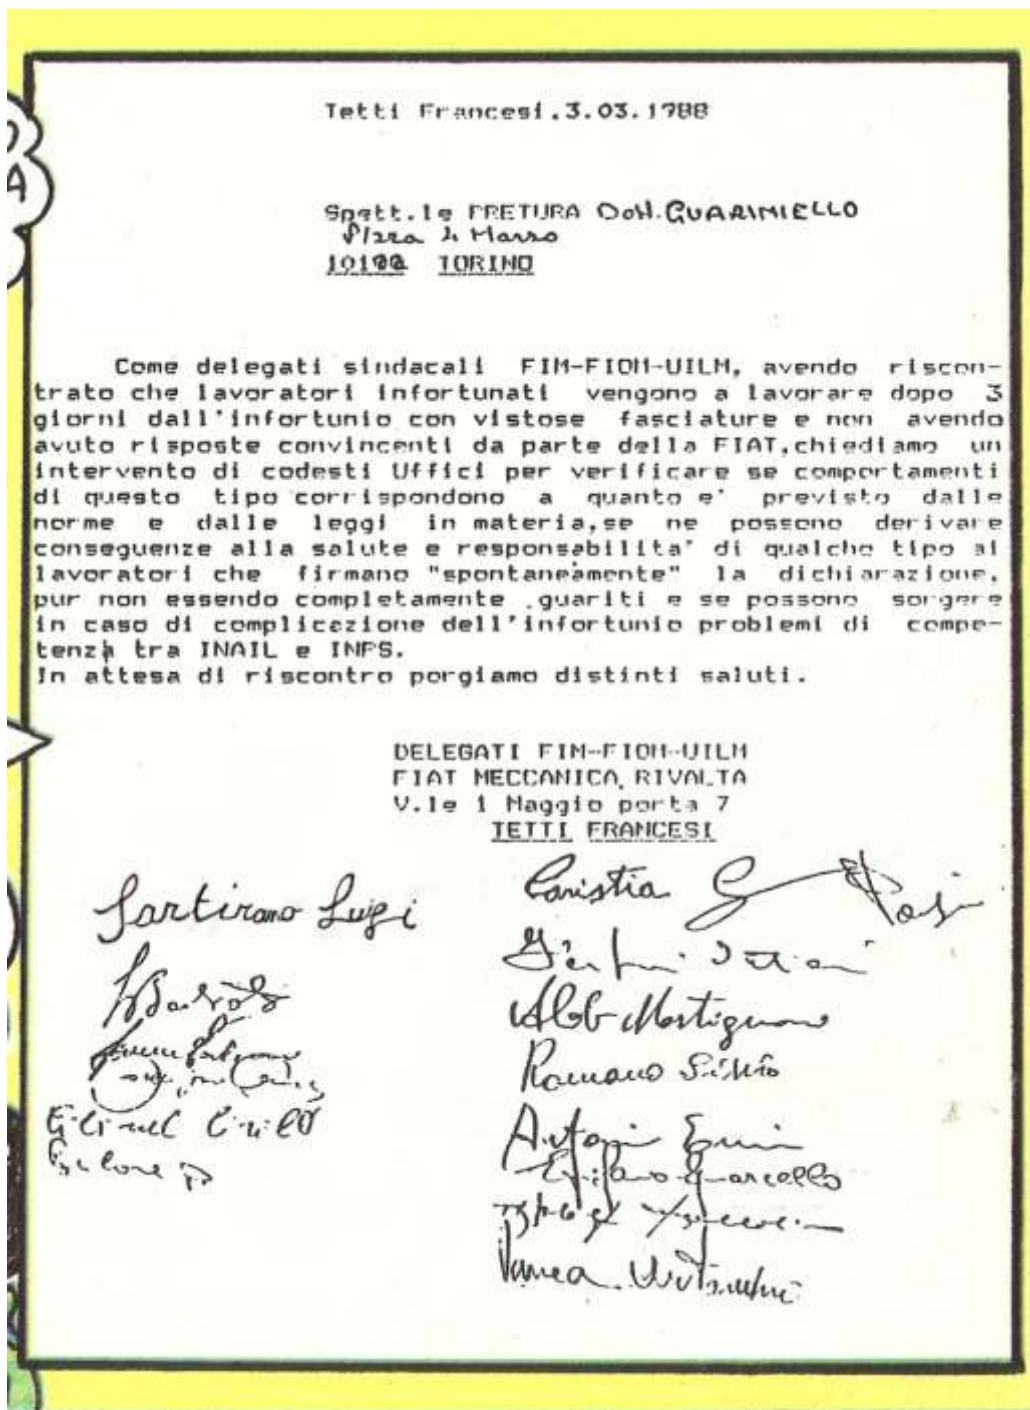 A
Tetti Francesi.3.03.1988
Spett.le PRETURA Dott. GUARINIELLO
P/zza Marzo
TORINO
Come delegati sindacali FIM-FIOM-UILM, avendo riscon-
trato che lavoratori infortunati vengono a lavorare dopo 3
giorni dall'infortunio con vistose fasciature e non avendo
avuto risposte convincenti da parte della FIAT,chiediamo un
intervento di codesti Uffici per verificare se comportamenti
di questo tipo corrispondono a quanto e' previsto dalle
norme e dalle leggi in materia,se ne possono derivare
conseguenze alla salute e responsabilita' di qualche tipo ai
lavoratori che firmano "spontaneamente" la dichiarazione,
pur non essendo completamente guariti e se possono sorgere
in caso di complicazione dell'infortunio problemi di compe-
tenza tra INAIL e INPS.
In attesa di riscontro porgiamo distinti saluti.
DELEGATI FIM-FIOM-UILM
FIAT MECCANICA RIVALTA
V.le 1 Maggio porta 7
TETTI FRANCESI
Caristia
Sartirano Luigi
Romano Silvio